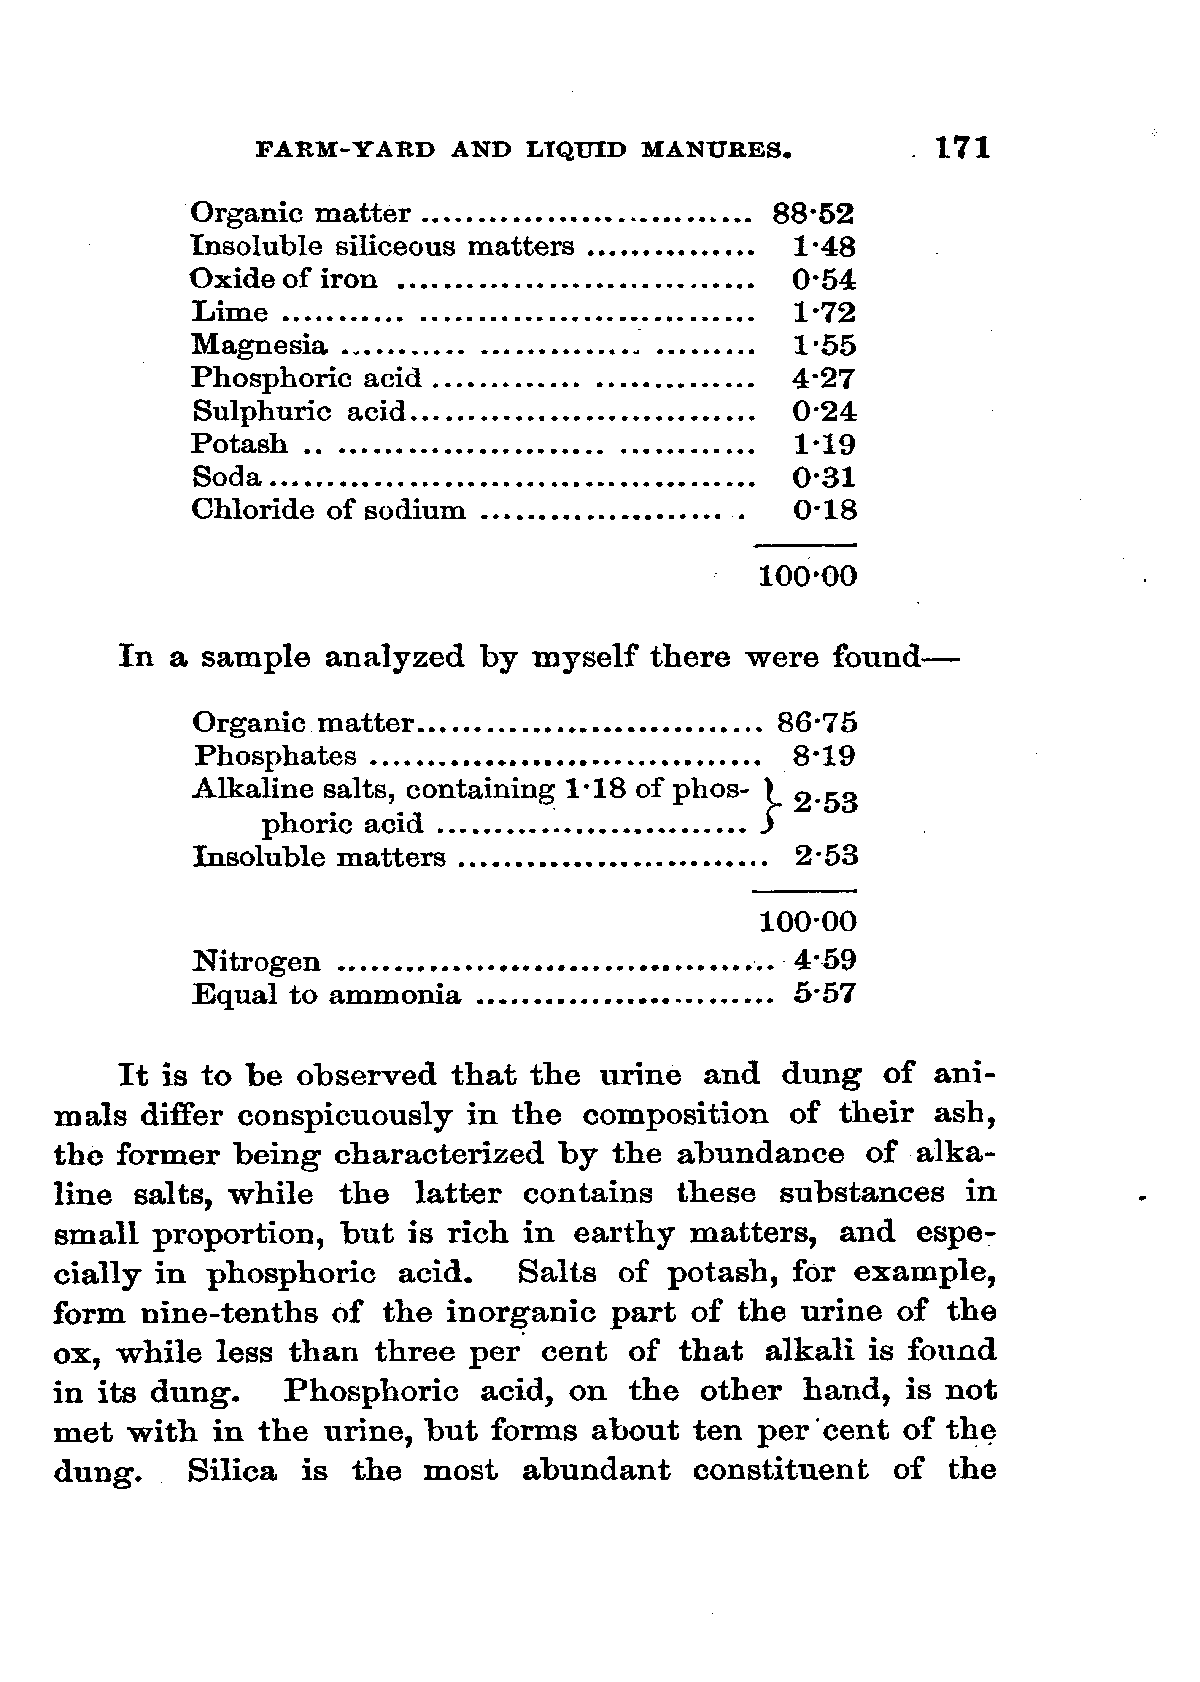 FARM-YARD AND LIQUID MANURES. 171
Organic matter ............................. 88·52
Insoluble siliceous matters ............... 1·48
Oxide of iron ............................... 0·54
Lime ........... ............................. 1·72
Magnesia ........... .............. ......... 1·55
Phosphoric acid ............. .............. 4·27
Sulphuric acid.............................. 0·24
Potash .. ....................... ............ 1·19
Soda.......................................... 0·31
Chloride of sodium ..................... . 0·18
100·00
In a sample analyzed by myself there were found—
Organic matter.............................. 86·75
Phosphates .................................. 8·19
Alkaline salts, containing 1·18 of phos- } 2·53
phoric acid ...........................
Insoluble matters ........................... 2·53
100·00
Nitrogen ...................................... 4·59
Equal to ammonia .......................... 5·57
It is to be observed that the urine and dung of ani-
mals differ conspicuously in the composition of their ash,
the former being characterized by the abundance of alka-
line salts, while the latter contains these substances in
small proportion, but is rich in earthy matters, and espe-
cially in phosphoric acid. Salts of potash, for example,
form nine-tenths of the inorganic part of the urine of the
ox, while less than three per cent of that alkali is found
in its dung. Phosphoric acid, on the other hand, is not
met with in the urine, but forms about ten per cent of the
dung. Silica is the most abundant constituent of the